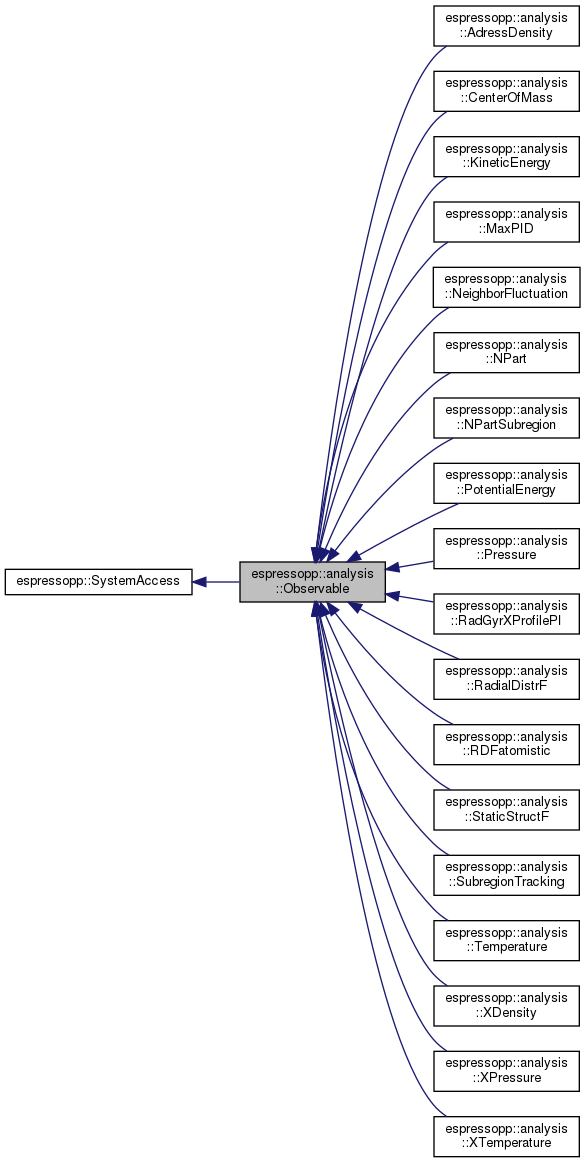 espressopp::analysis
::AdressDensity
espressopp::analysis
::CenterOfMass
espressopp::analysis
::KineticEnergy
espressopp::analysis
::MaxPID
espressopp::analysis
::NeighborFluctuation
espressopp::analysis
::NPart
espressopp::analysis
::NPartSubregion
espressopp::analysis
::PotentialEnergy
espressopp::analysis
::Pressure
espressopp::SystemAccess
espressopp::analysis
::Observable
espressopp::analysis
::RadGyrXProfilePI
espressopp::analysis
::RadialDistrF
espressopp::analysis
::RDFatomistic
espressopp::analysis
::StaticStructF
espressopp::analysis
::SubregionTracking
espressopp::analysis
::Temperature
espressopp::analysis
::XDensity
espressopp::analysis
::XPressure
espressopp::analysis
::XTemperature